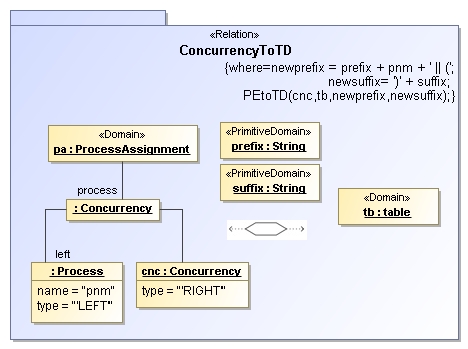 «Relation»
ConcurrencyToTD
{where=newprefix = prefix + pnm + ' || (';
newsuffix= ')' + suffix;
PEtoTD(cnc,tb,newprefix,newsuffix);}
«Domain»
pa : ProcessAssignment
«PrimitiveDomain»
prefix : String
«PrimitiveDomain»
suffix : String
process
: Concurrency
«Domain»
tb : table
left
: Process
name = "pnm"
type = "'LEFT'"
cnc : Concurrency
type = "'RIGHT'"